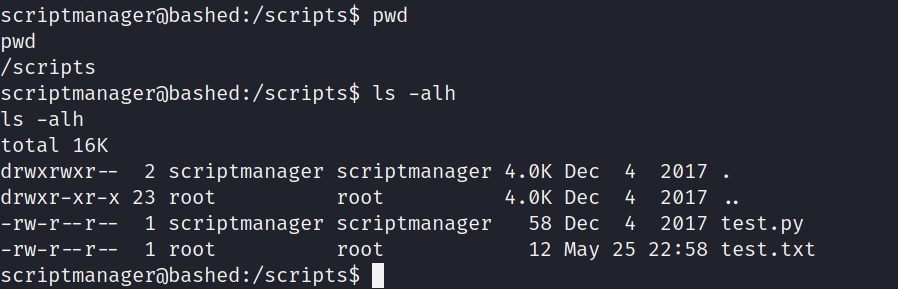 scriptmanager@bashed:/scripts$ pwd
pwd
/scripts
scriptmanager@bashed:/scripts$ ls -alh
ls -alh
total 16K
drwxrwxr--  2 scriptmanager scriptmanager 4.0K Dec  4  2017 .
drwxr-xr-x 23 root          root          4.0K Dec  4  2017 ..
-rw-r--r--  1 scriptmanager scriptmanager   58 Dec  4  2017 test.py
-rw-r--r--  1 root          root            12 May 25 22:58 test.txt
scriptmanager@bashed:/scripts$